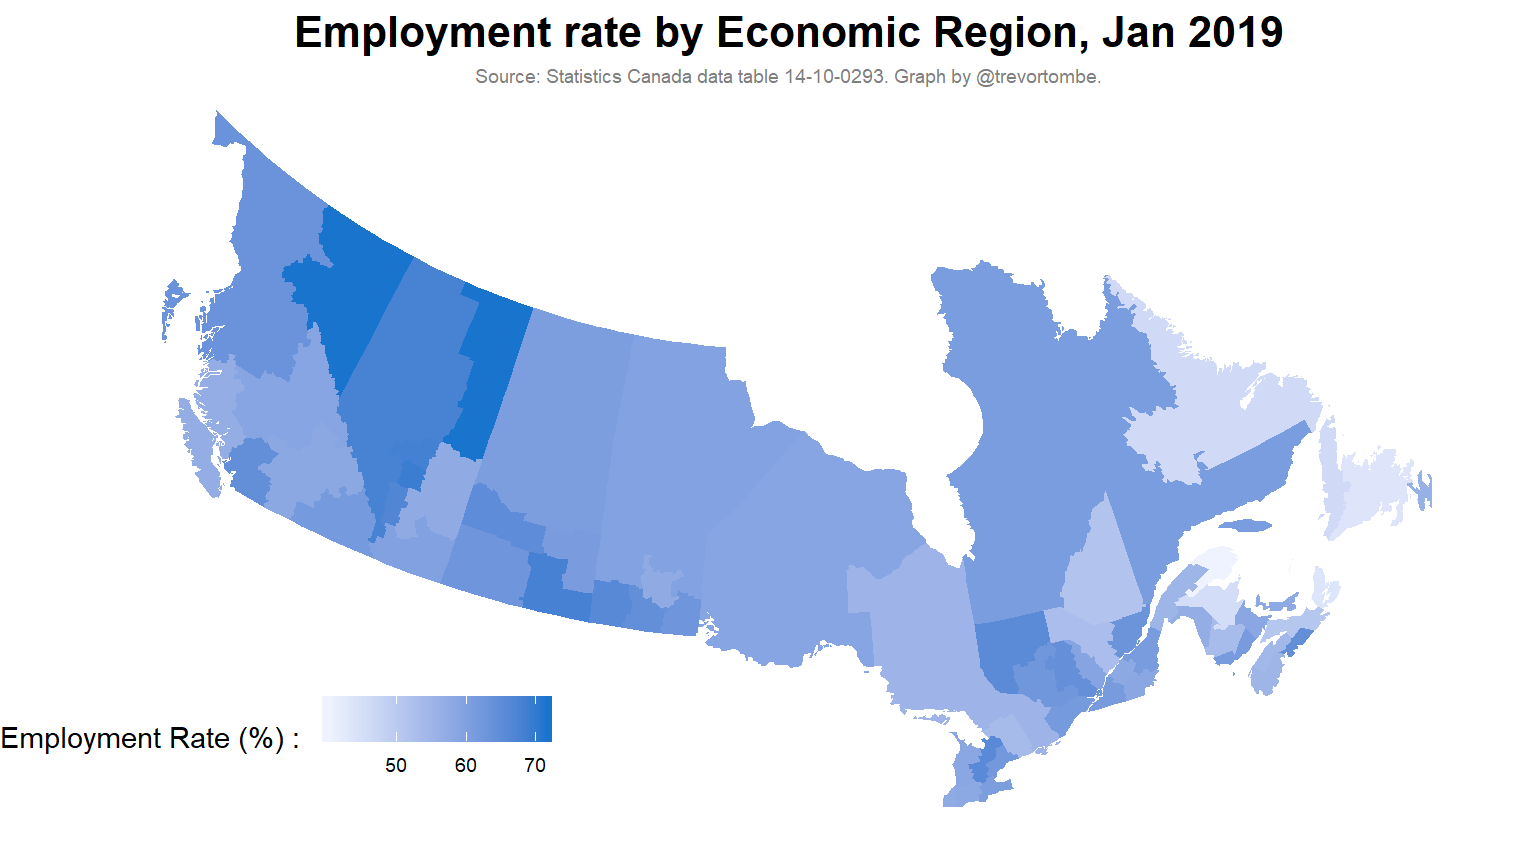 Employment rate by Economic Region, Jan 2019
Source: Statistics Canada data table 14-10-0293. Graph by @trevortombe.
Employment Rate (%) :
50 60 70